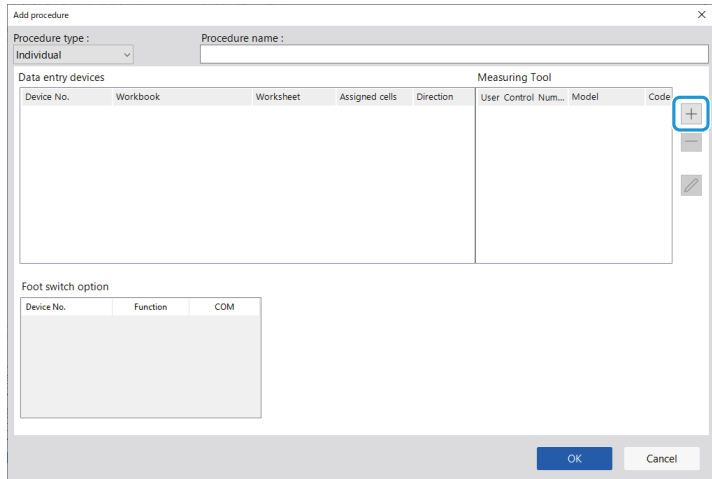 Add procedure
Procedure type :
Procedure name :
Individual
Data entry devices
Measuring Tool
Device No. Workbook Worksheet Assigned cells Direction User Control Num... Model Code
Foot switch option
Device No. Function COM
OK Cancel